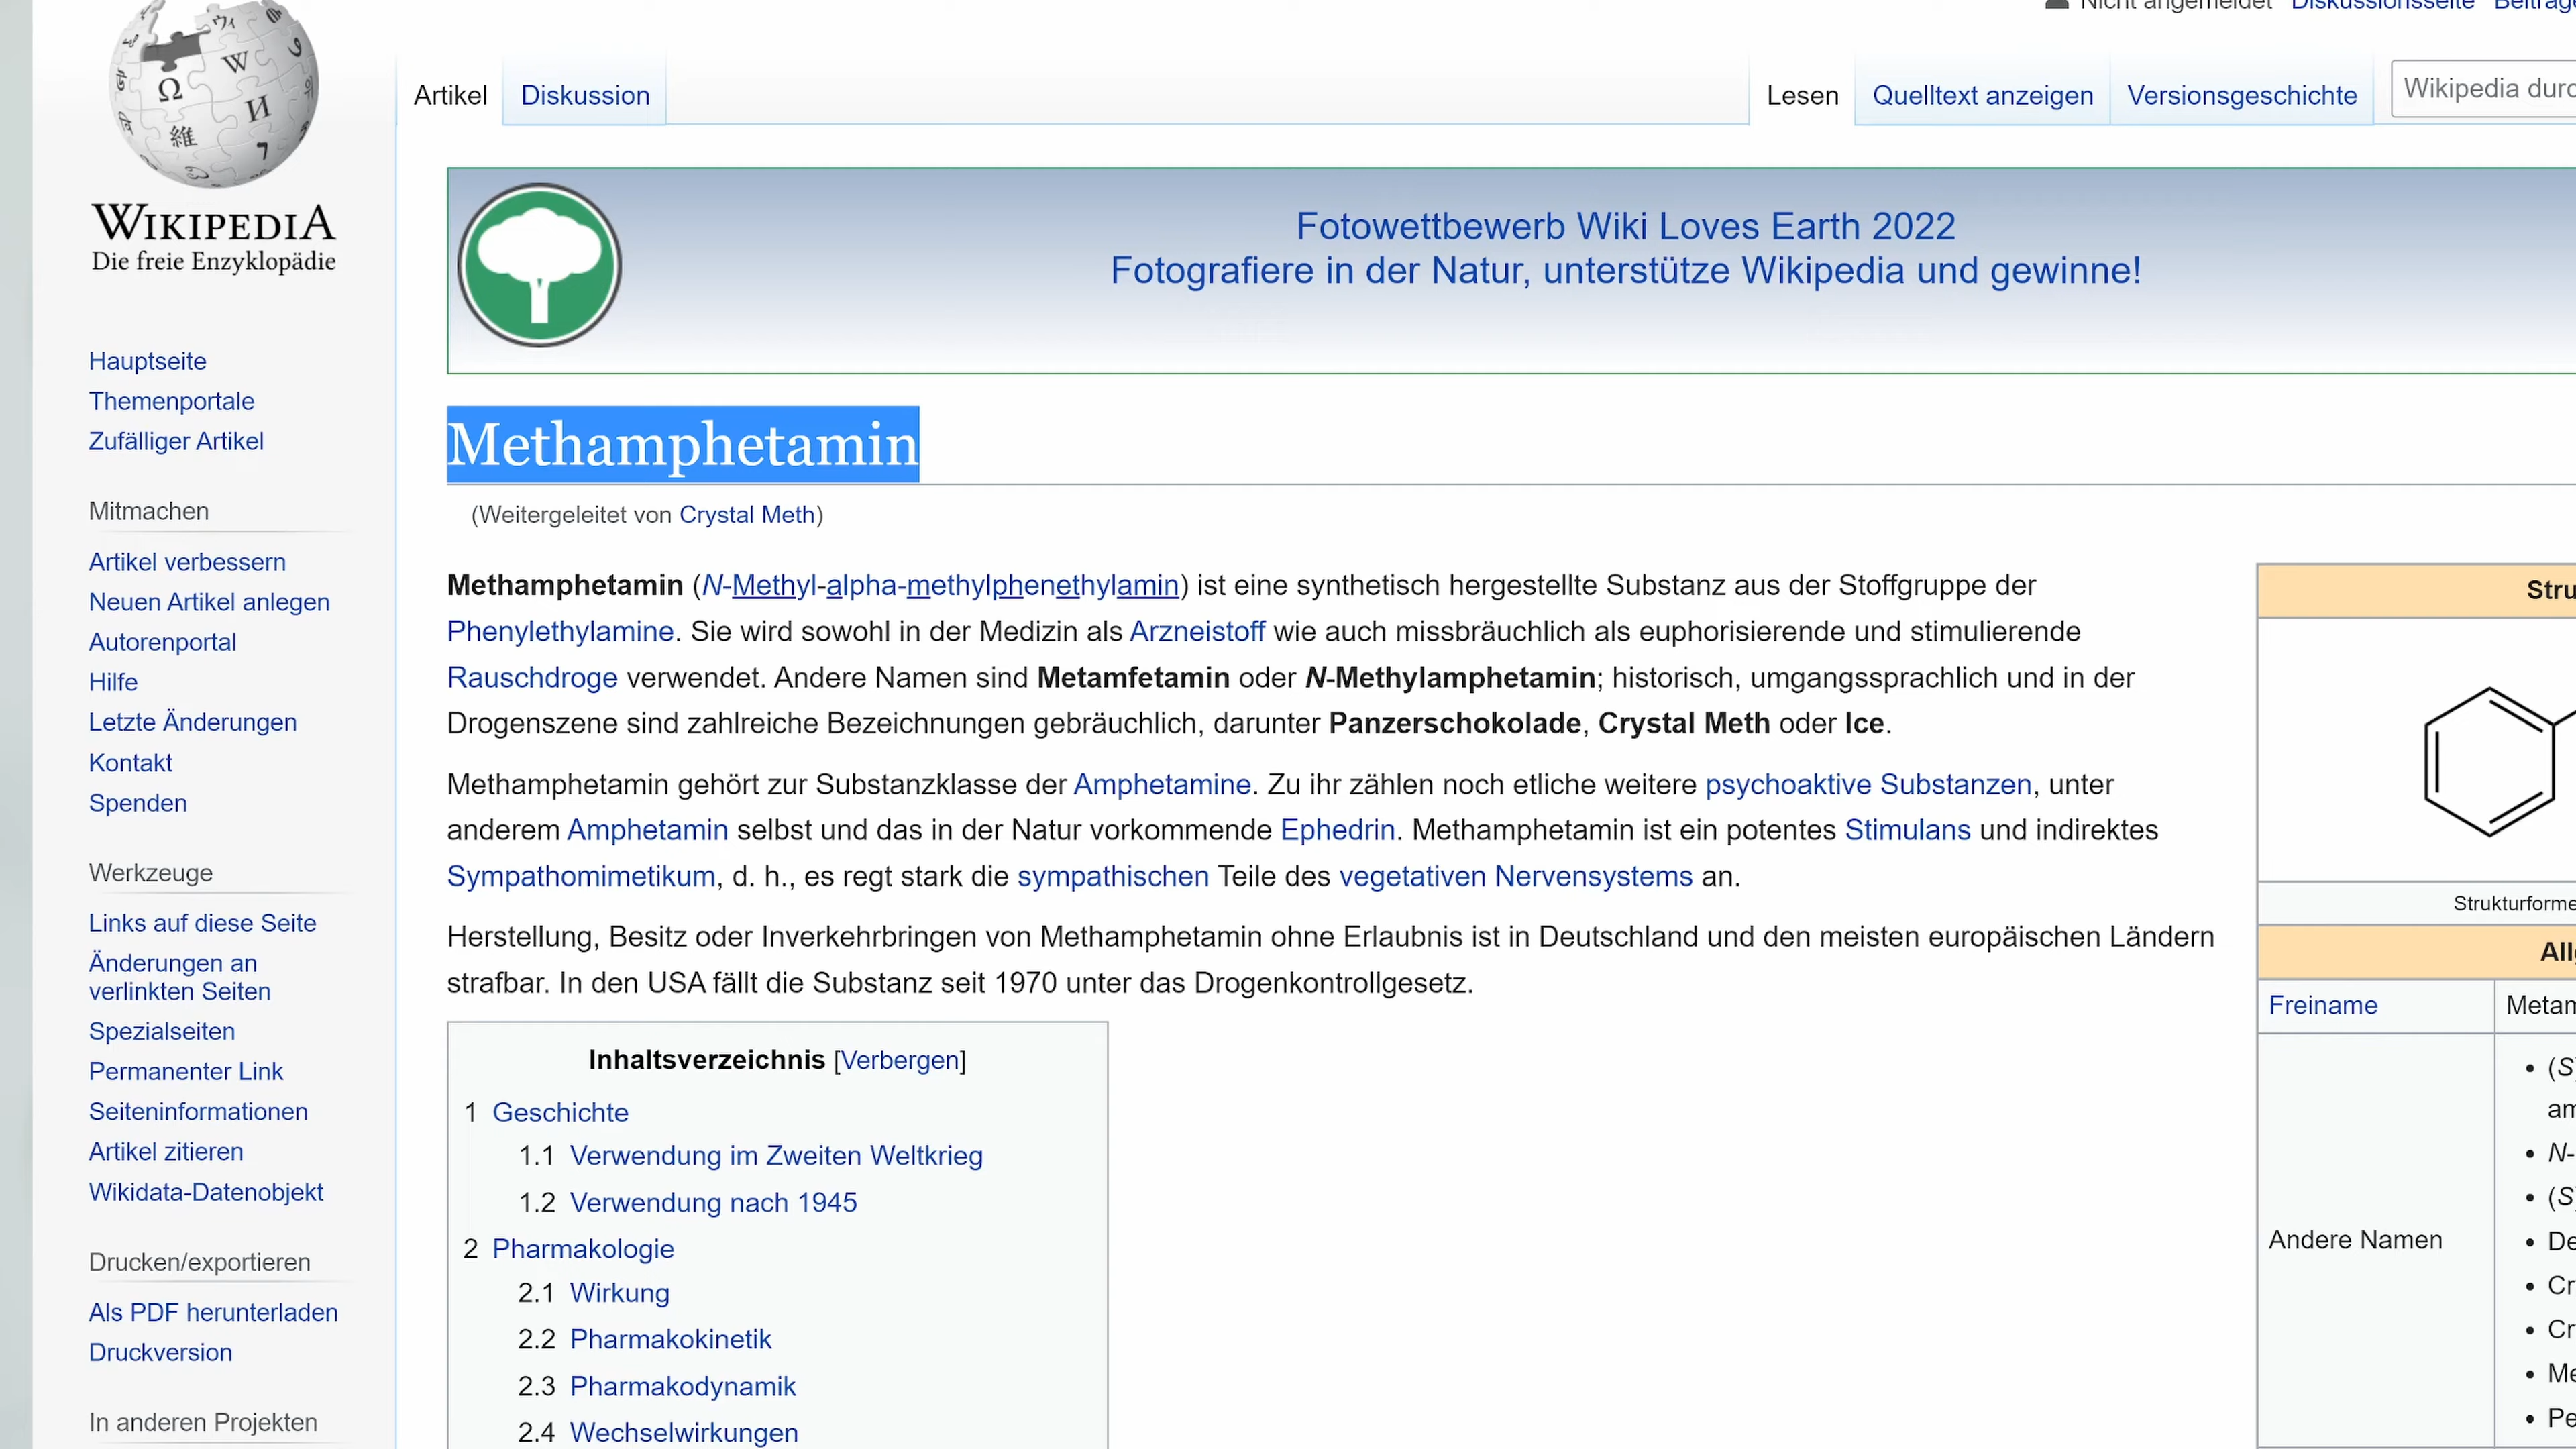 Nicht angemeldet Diskussionsseite
WIKIPEDIA
Die freie Enzyklopädie
Artikel Diskussion Lesen Quelltext anzeigen Versionsgeschichte Wikipedia
Fotowettbewerb Wiki Loves Earth 2022
Fotografiere in der Natur, unterstütze Wikipedia und gewinne!
Hauptseite
Themenportale
Zufälliger Artikel
Mitmachen
Artikel verbessern
Neuen Artikel anlegen
Autorenportal
Hilfe
Letzte Änderungen
Kontakt
Spenden
Werkzeuge
Links auf diese Seite
Änderungen an
verlinkten Seiten
Spezialseiten
Permanenter Link
Seiteninformationen
Artikel zitieren
Wikidata-Datenobjekt
Drucken/exportieren
Als PDF herunterladen
Druckversion
In anderen Projekten
Methamphetamin
(Weitergeleitet von Crystal Meth)
Methamphetamin (N-Methyl-alpha-methylphenethylamin) ist eine synthetisch hergestellte Substanz aus der Stoffgruppe der
Phenylethylamine. Sie wird sowohl in der Medizin als Arzneistoff wie auch missbräuchlich als euphorisierende und stimulierende
Rauschdroge verwendet. Andere Namen sind Metamfetamin oder N-Methylamphetamin; historisch, umgangssprachlich und in der
Drogenszene sind zahlreiche Bezeichnungen gebräuchlich, darunter Panzerschokolade, Crystal Meth oder Ice.
Methamphetamin gehört zur Substanzklasse der Amphetamine. Zu ihr zählen noch etliche weitere psychoaktive Substanzen, unter
anderem Amphetamin selbst und das in der Natur vorkommende Ephedrin. Methamphetamin ist ein potentes Stimulans und indirektes
Sympathomimetikum, d. h., es regt stark die sympathischen Teile des vegetativen Nervensystems an.
Herstellung, Besitz oder Inverkehrbringen von Methamphetamin ohne Erlaubnis ist in Deutschland und den meisten europäischen Ländern
strafbar. In den USA fällt die Substanz seit 1970 unter das Drogenkontrollgesetz.
Inhaltsverzeichnis [Verbergen]
1 Geschichte
1.1 Verwendung im Zweiten Weltkrieg
1.2 Verwendung nach 1945
2 Pharmakologie
2.1 Wirkung
2.2 Pharmakokinetik
2.3 Pharmakodynamik
2.4 Wechselwirkungen
Freiname
Andere Namen